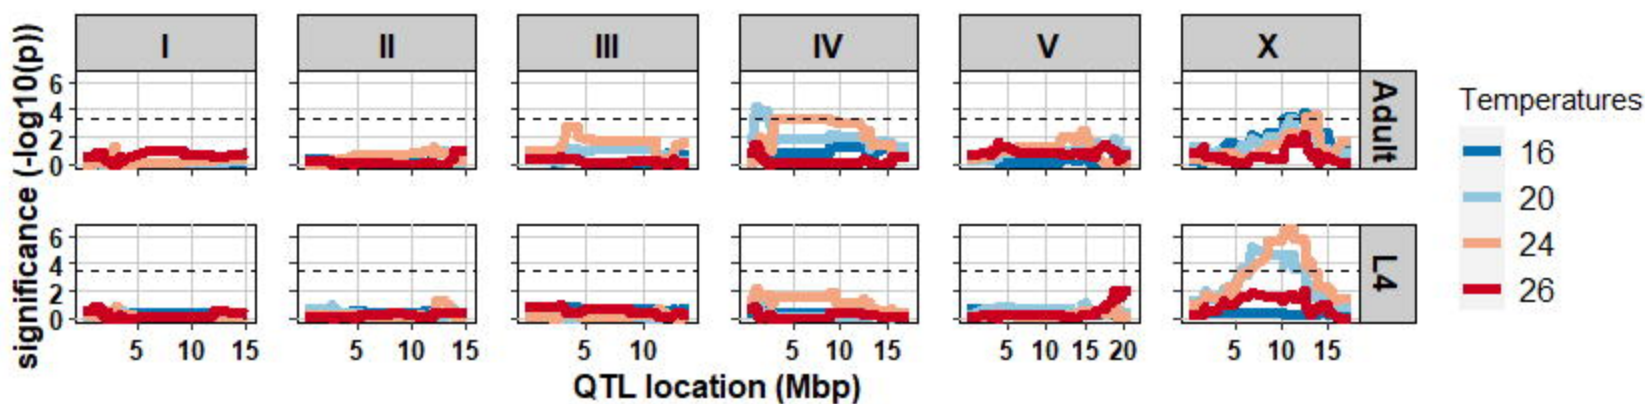 I II III IV V X
significance (-log10(p))
6
4
2
0
Adult
6
4
2
0
L4
5 10 15 5 10 15 5 10 5 10 15 5 10 15 20 5 10 15
QTL location (Mbp)
Temperatures
16
20
24
26